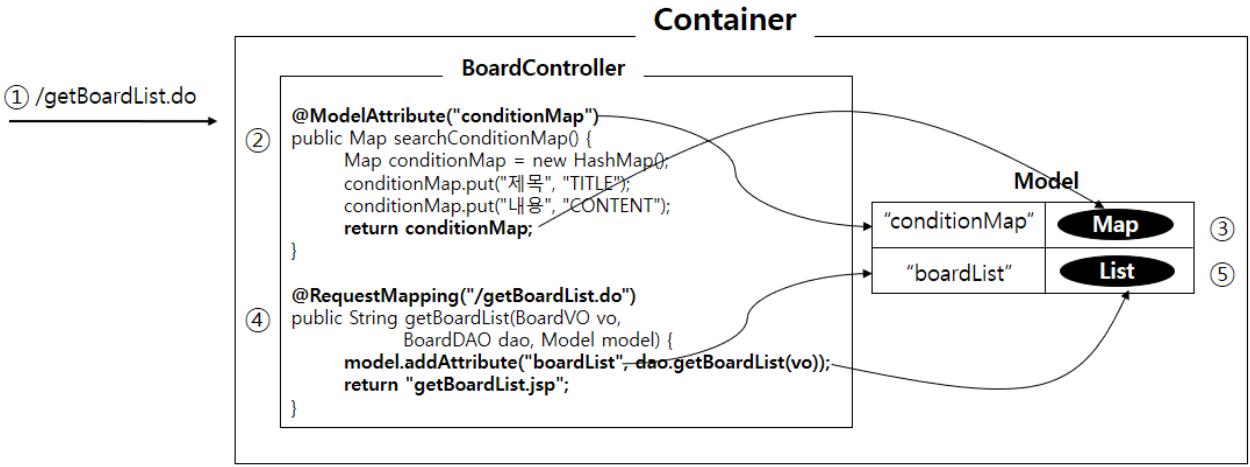 Container
BoardController
① /getBoardList.do
@ModelAttribute("conditionMap")
② public Map searchConditionMap() {
Map conditionMap = new HashMap();
conditionMap.put("제목", "TITLE");
conditionMap.put("내용", "CONTENT");
return conditionMap;
}
Model
"conditionMap" Map ③
"boardList" List ⑤
@RequestMapping("/getBoardList.do")
④ public String getBoardList(BoardVO vo,
BoardDAO dao, Model model) {
model.addAttribute("boardList", dao.getBoardList(vo));
return "getBoardList.jsp";
}